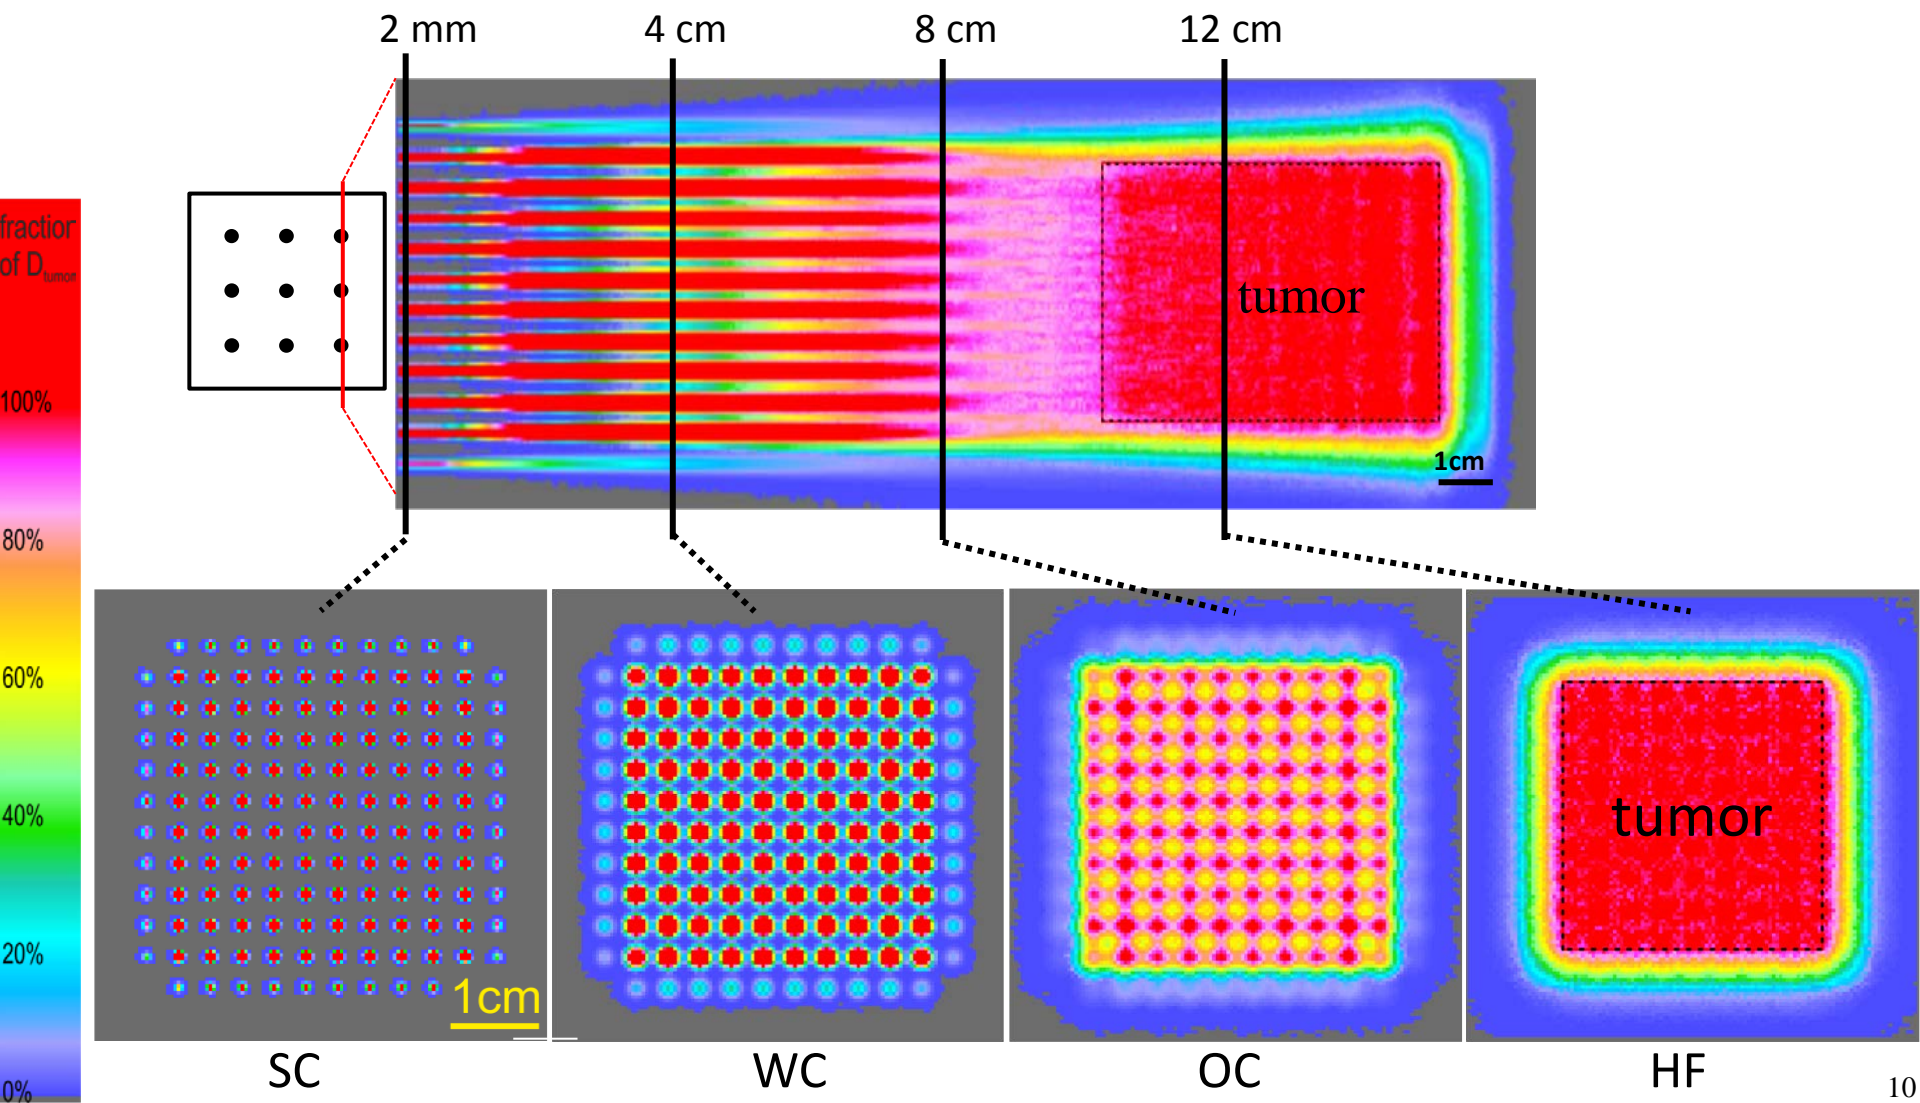 2 mm
4 cm
8 cm
12 cm
fraction
of D tumor
100%
80%
60%
40%
20%
0%
tumor
1cm
1cm
tumor
SC
WC
OC
HF
10